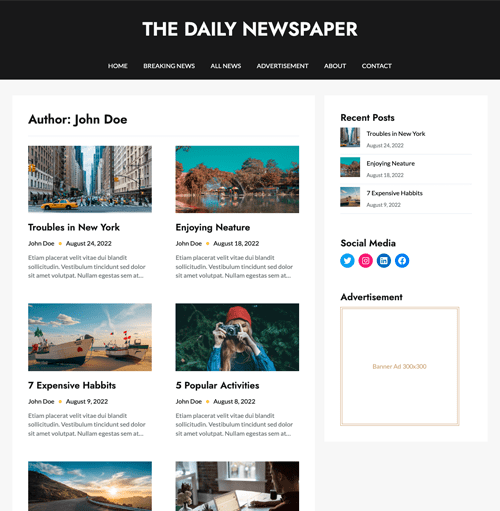 THE DAILY NEWSPAPER
HOME BREAKING NEWS ALL NEWS ADVERTISEMENT ABOUT CONTACT
Author: John Doe
Troubles in New York
John Doe August 24, 2022
Etiam placerat velit vitae dui blandit
sollicitudin. Vestibulum tincidunt sed dolor
sit amet volutpat. Nullam egestas sem at...
Enjoying Neature
John Doe August 18, 2022
Etiam placerat velit vitae dui blandit
sollicitudin. Vestibulum tincidunt sed dolor
sit amet volutpat. Nullam egestas sem at...
7 Expensive Habbits
John Doe August 9, 2022
Etiam placerat velit vitae dui blandit
sollicitudin. Vestibulum tincidunt sed dolor
sit amet volutpat. Nullam egestas sem at...
5 Popular Activities
John Doe August 8, 2022
Etiam placerat velit vitae dui blandit
sollicitudin. Vestibulum tincidunt sed dolor
sit amet volutpat. Nullam egestas sem at...
Recent Posts
Troubles in New York
August 24, 2022
Enjoying Neature
August 18, 2022
7 Expensive Habbits
August 9, 2022
Social Media
Advertisement
Banner Ad 300x300